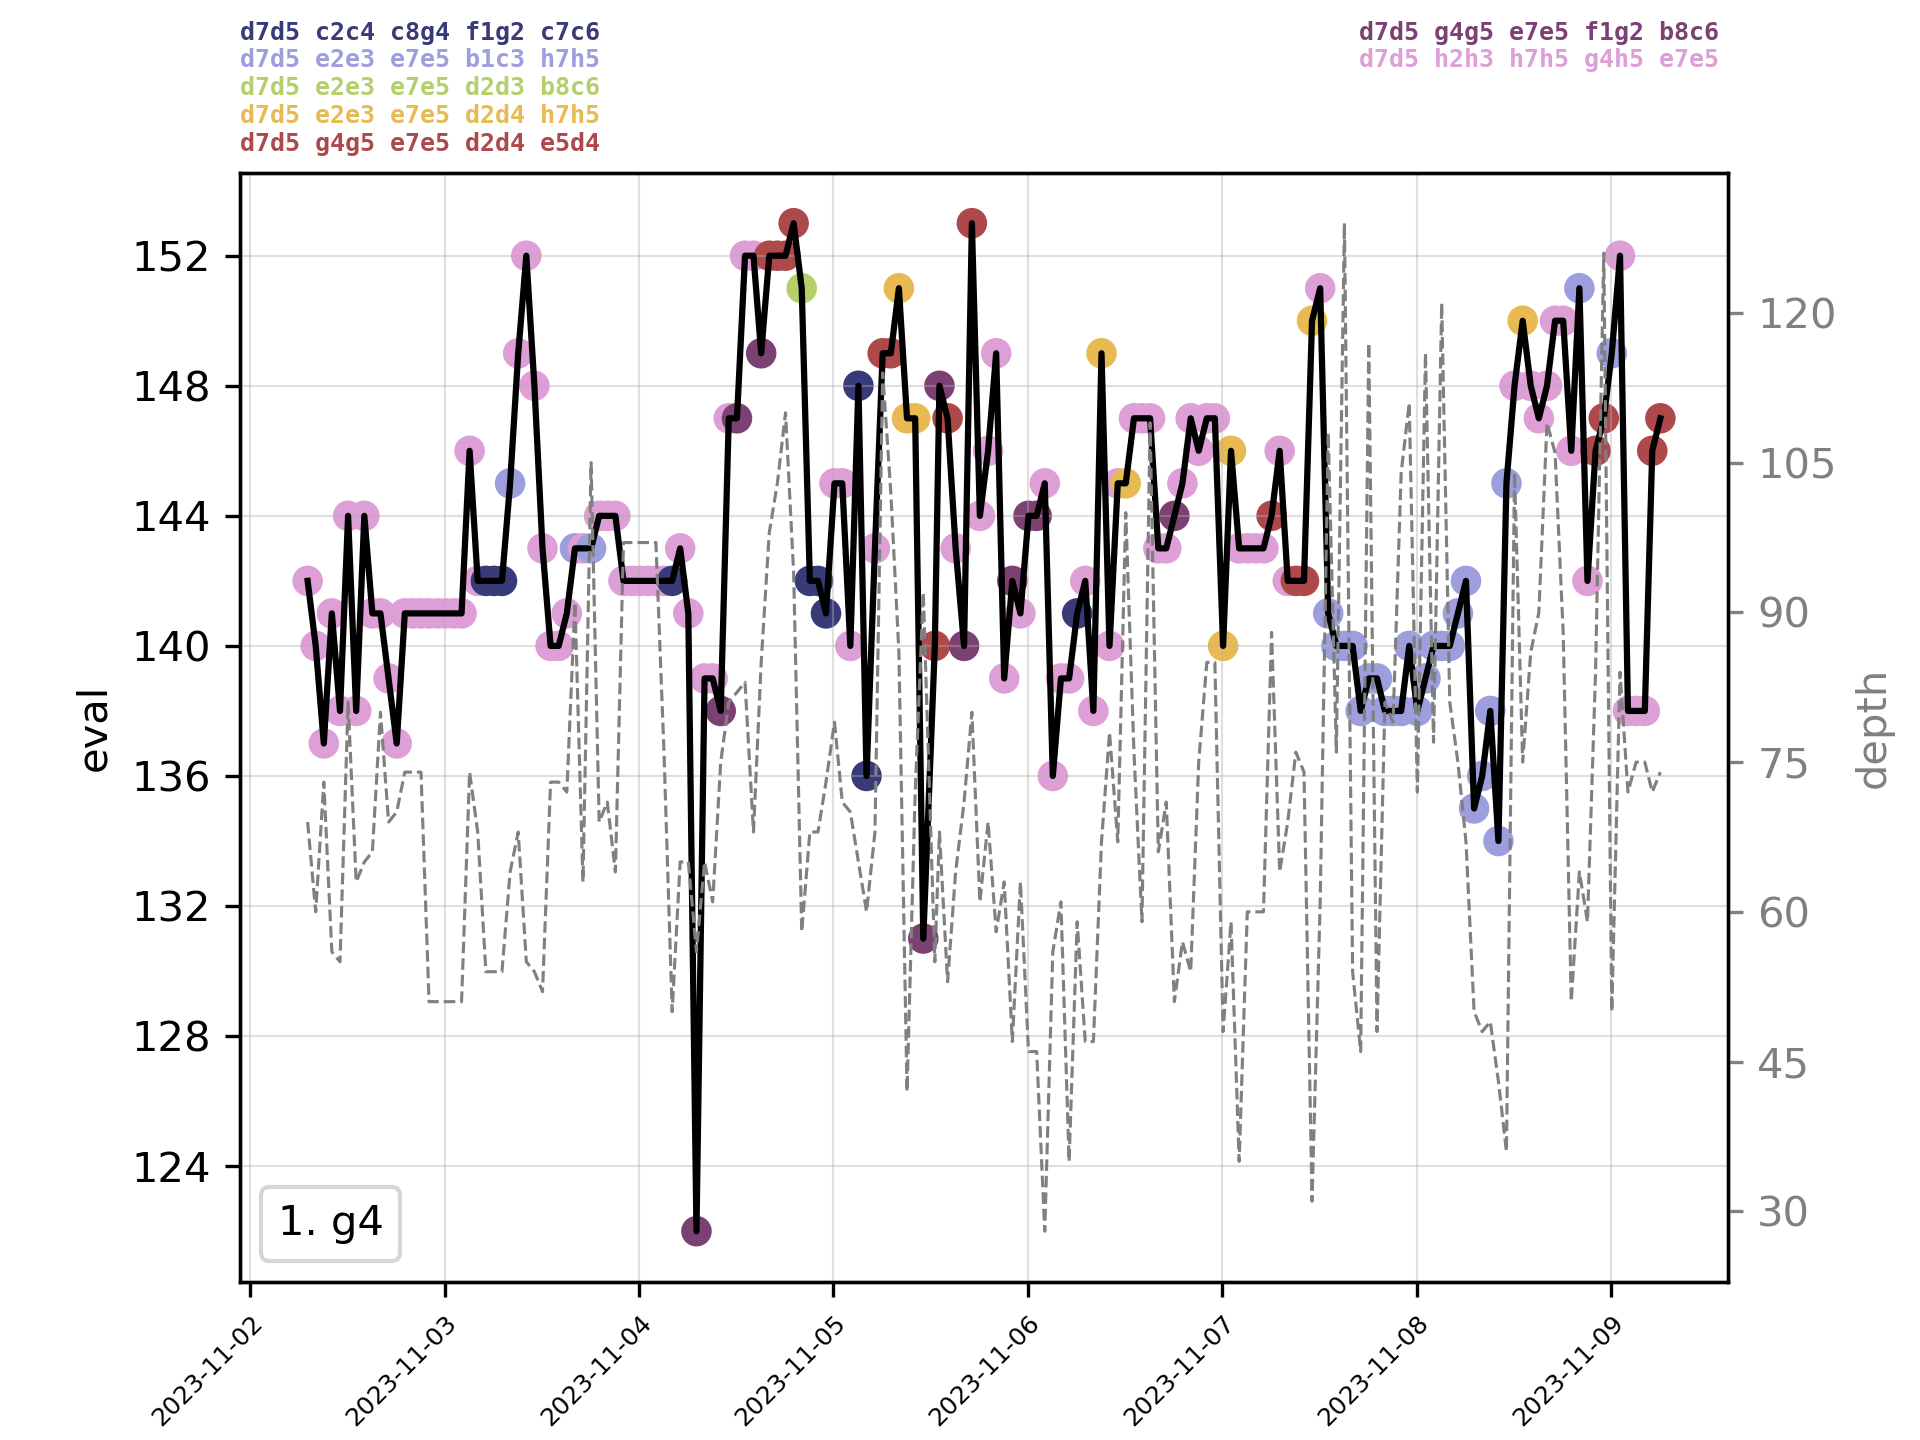 d7d5 c2c4 c8g4 f1g2 c7c6
d7d5 e2e3 e7e5 b1c3 h7h5
d7d5 e2e3 e7e5 d2d3 b8c6
d7d5 e2e3 e7e5 d2d4 h7h5
d7d5 g4g5 e7e5 d2d4 e5d4
d7d5 g4g5 e7e5 f1g2 b8c6
d7d5 h2h3 h7h5 g4h5 e7e5
eval
152
148
144
140
136
132
128
124
1. g4
120
105
90
75
60
45
30
depth
2023-11-02
2023-11-03
2023-11-04
2023-11-05
2023-11-06
2023-11-07
2023-11-08
2023-11-09